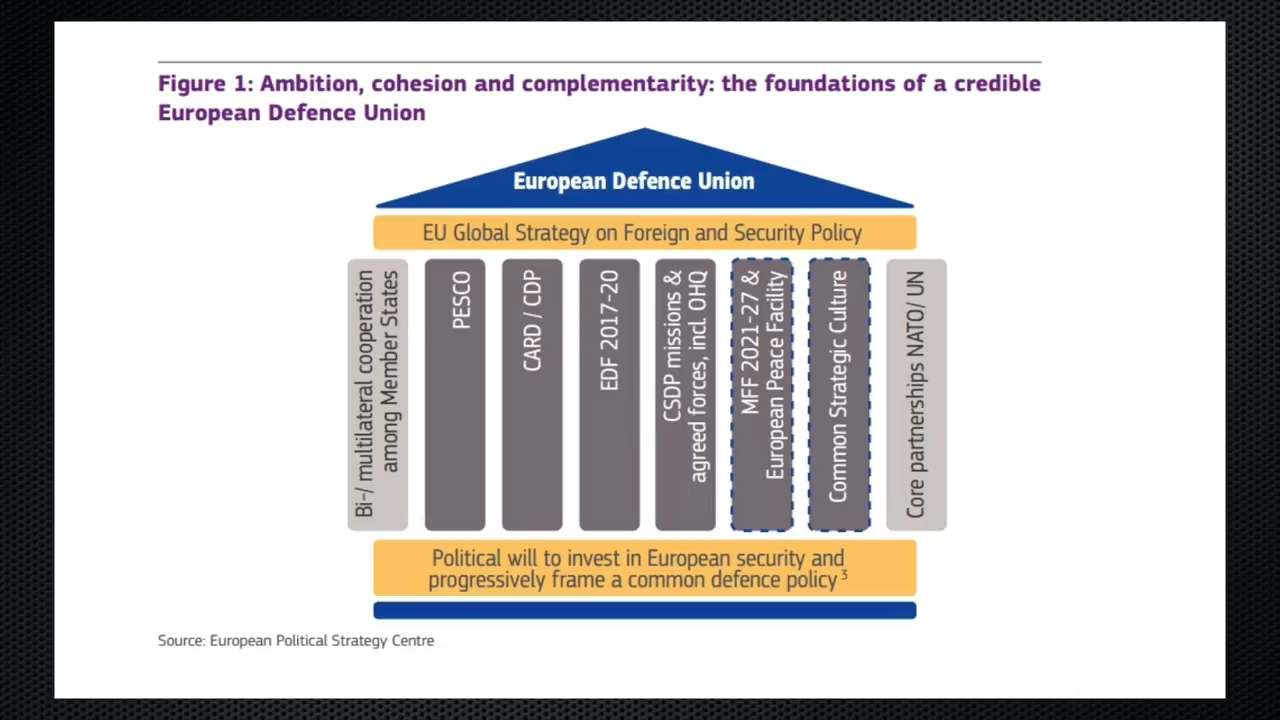 Figure 1: Ambition, cohesion and complementarity: the foundations of a credible
European Defence Union
European Defence Union
EU Global Strategy on Foreign and Security Policy
Bi-/ multilateral cooperation
among Member States
PESCO
CARD / CDP
EDF 2017-20
CSDP missions &
agreed forces, incl. OHQ
MFF 2021-27 &
European Peace Facility
Common Strategic Culture
Core partnerships NATO/ UN
Political will to invest in European security and
progressively frame a common defence policy 3
Source: European Political Strategy Centre